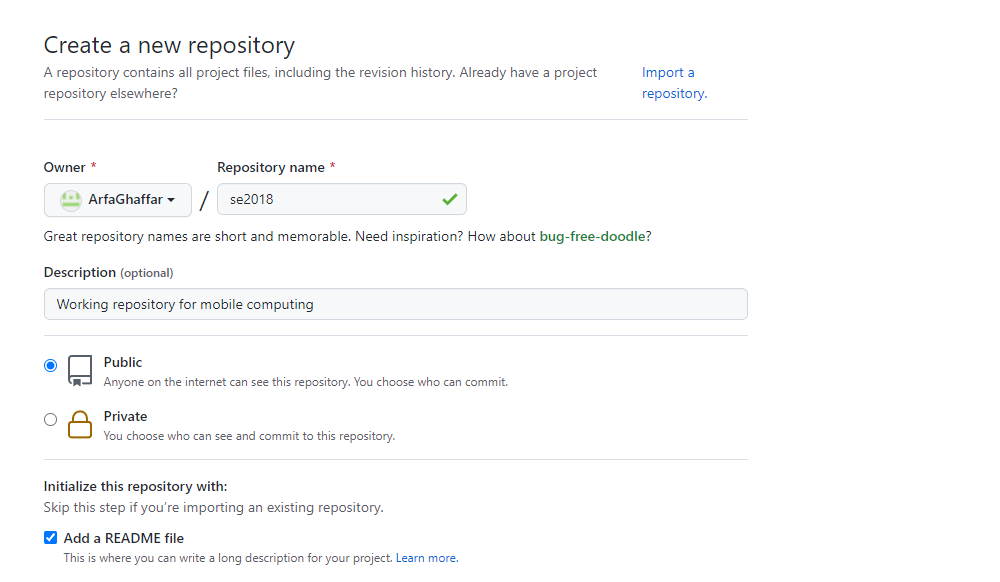 Create a new repository
A repository contains all project files, including the revision history. Already have a project
repository elsewhere?
Import a
repository.
Owner *
Repository name *
ArfaGhaffar
/
se2018
Great repository names are short and memorable. Need inspiration? How about bug-free-doodle?
Description (optional)
Working repository for mobile computing
Public
Anyone on the internet can see this repository. You choose who can commit.
Private
You choose who can see and commit to this repository.
Initialize this repository with:
Skip this step if you're importing an existing repository.
Add a README file
This is where you can write a long description for your project. Learn more.